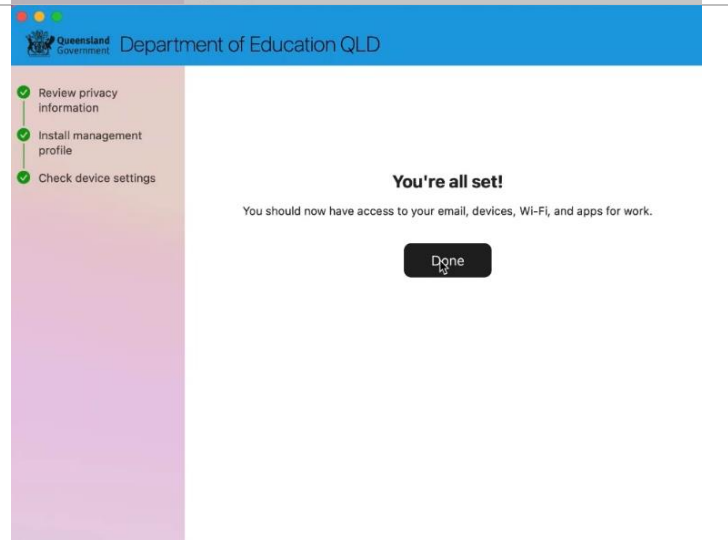 Queensland
Government
Department of Education QLD
Review privacy
information
Install management
profile
Check device settings
You're all set!
You should now have access to your email, devices, Wi-Fi, and apps for work.
Done